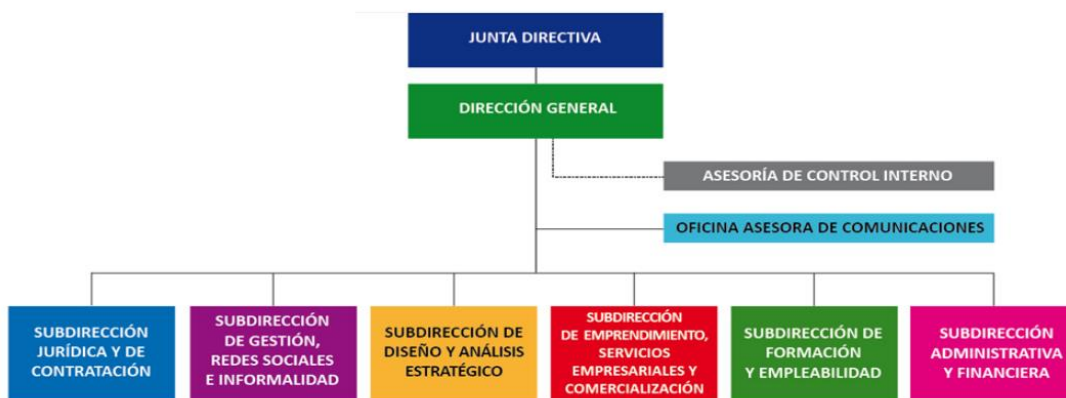 JUNTA DIRECTIVA
DIRECCIÓN GENERAL
ASESORÍA DE CONTROL INTERNO
OFICINA ASESORA DE COMUNICACIONES
SUBDIRECCIÓN
JURÍDICA Y DE
CONTRATACIÓN
SUBDIRECCIÓN
DE GESTIÓN,
REDES SOCIALES
E INFORMALIDAD
SUBDIRECCIÓN DE
DISEÑO Y ANÁLISIS
ESTRATÉGICO
SUBDIRECCIÓN
DE EMPRENDIMIENTO,
SERVICIOS
EMPRESARIALES Y
COMERCIALIZACIÓN
SUBDIRECCIÓN DE
FORMACIÓN
Y EMPLEABILIDAD
SUBDIRECCIÓN
ADMINISTRATIVA
Y FINANCIERA